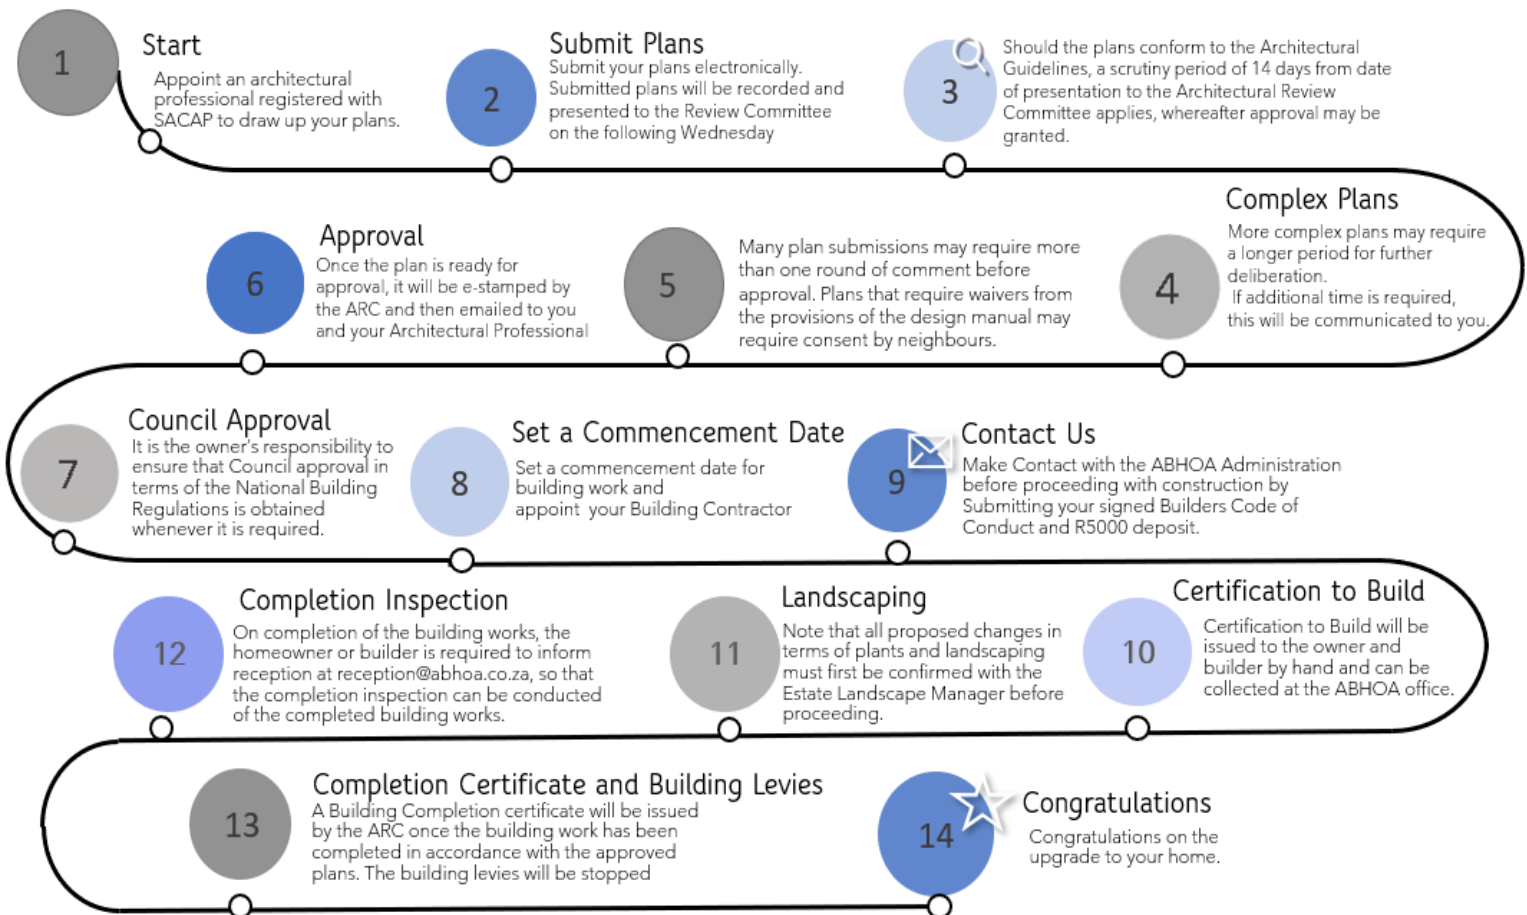 1
Start
Appoint an architectural
professional registered with
SACAP to draw up your plans.
2
Submit Plans
Submit your plans electronically.
Submitted plans will be recorded and
presented to the Review Committee
on the following Wednesday
3
Should the plans conform to the Architectural
Guidelines, a scrutiny period of 14 days from date
of presentation to the Architectural Review
Committee applies, whereafter approval may be
granted.
4
Complex Plans
More complex plans may require
a longer period for further
deliberation.
If additional time is required,
this will be communicated to you.
5
Many plan submissions may require more
than one round of comment before
approval. Plans that require waivers from
the provisions of the design manual may
require consent by neighbours.
6
Approval
Once the plan is ready for
approval, it will be e-stamped by
the ARC and then emailed to you
and your Architectural Professional
7
Council Approval
It is the owner's responsibility to
ensure that Council approval in
terms of the National Building
Regulations is obtained
whenever it is required.
8
Set a Commencement Date
Set a commencement date for
building work and
appoint your Building Contractor
9
Contact Us
Make Contact with the ABHOA Administration
before proceeding with construction by
Submitting your signed Builders Code of
Conduct and R5000 deposit.
10
Certification to Build
Certification to Build will be
issued to the owner and
builder by hand and can be
collected at the ABHOA office.
11
Landscaping
Note that all proposed changes in
terms of plants and landscaping
must first be confirmed with the
Estate Landscape Manager before
proceeding.
12
Completion Inspection
On completion of the building works, the
homeowner or builder is required to inform
reception at reception@abhoa.co.za, so that
the completion inspection can be conducted
of the completed building works.
13
Completion Certificate and Building Levies
A Building Completion certificate will be issued
by the ARC once the building work has been
completed in accordance with the approved
plans. The building levies will be stopped
14
Congratulations
Congratulations on the
upgrade to your home.